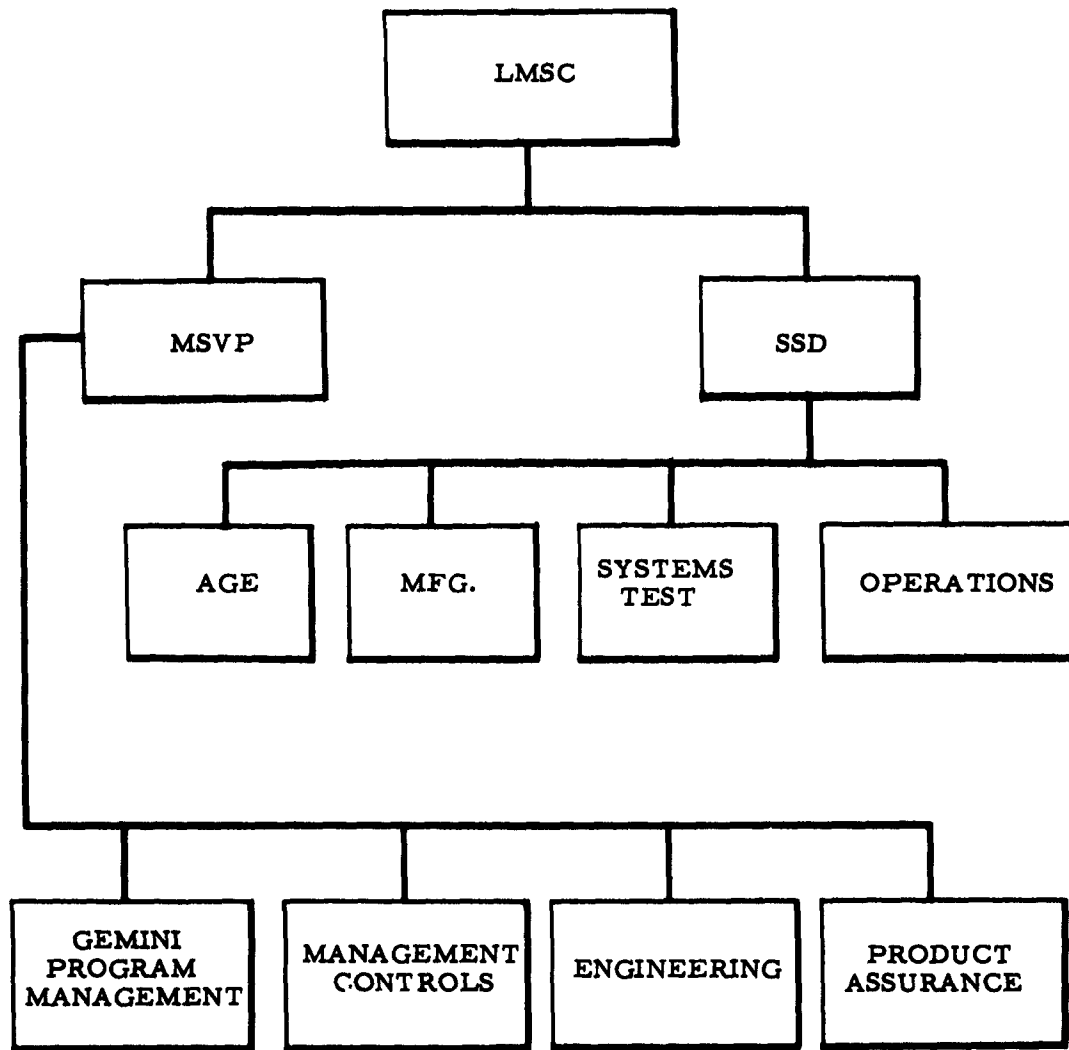 LMSC
MSVP
SSD
AGE
MFG.
SYSTEMS
TEST
OPERATIONS
GEMINI
PROGRAM
MANAGEMENT
MANAGEMENT
CONTROLS
ENGINEERING
PRODUCT
ASSURANCE